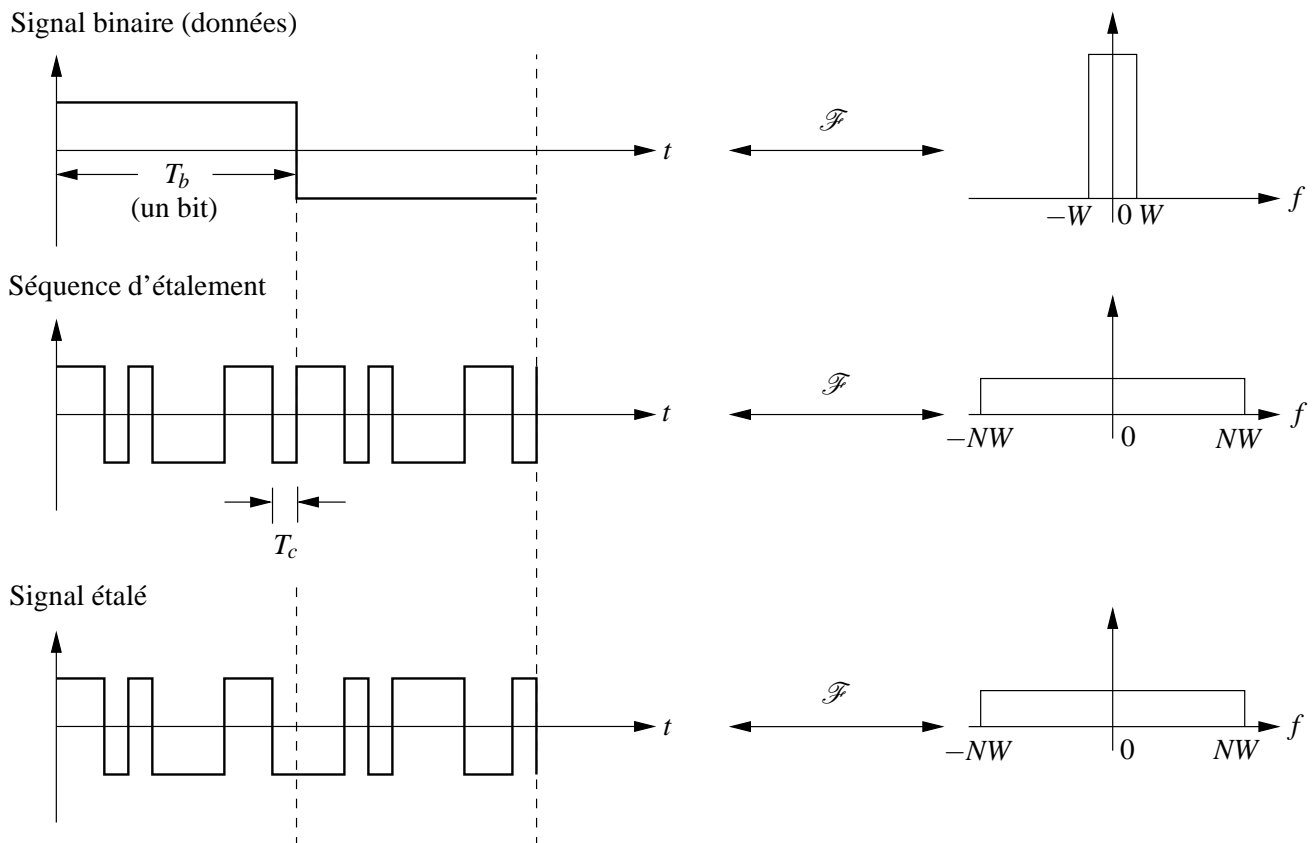 Signal binaire (données)
ℱ
t
T_b
(un bit)
−W 0 W
f
Séquence d'étalement
ℱ
t
f
−NW 0 NW
T_c
Signal étalé
ℱ
t
f
−NW 0 NW